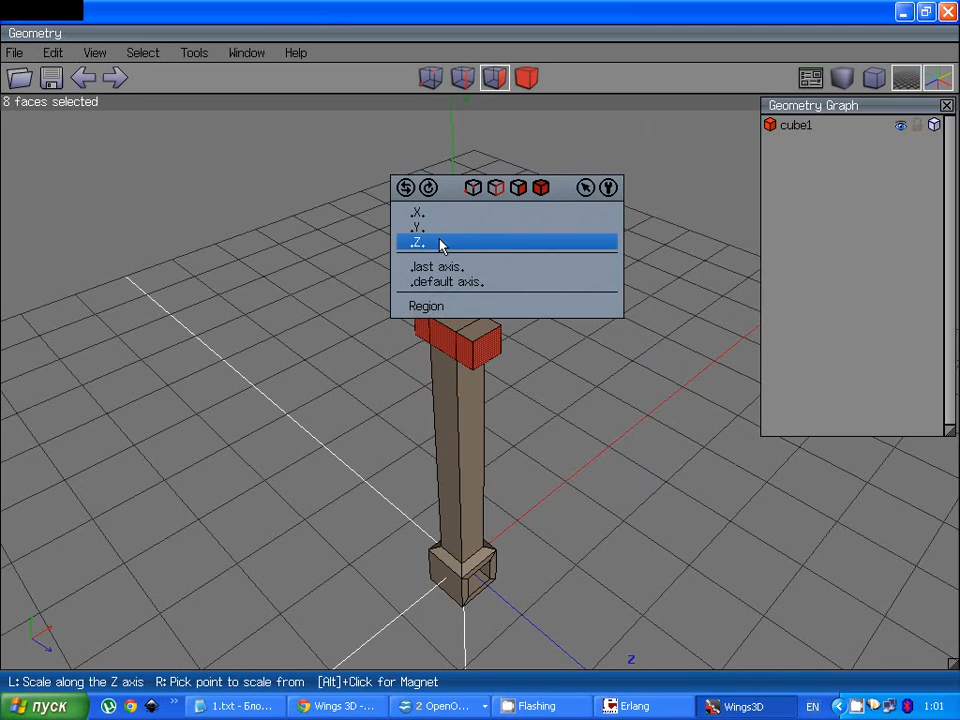 Geometry
File Edit View Select Tools Window Help
8 faces selected
Geometry Graph
cube1
.X.
.Y.
.Z.
.last axis.
.default axis.
Region
Z
L: Scale along the Z axis R: Pick point to scale from [Alt]+Click for Magnet
пуск 1.txt - Бло... Wings 3D -... 2 OpenO... Flashing Erlang Wings3D EN 1:01